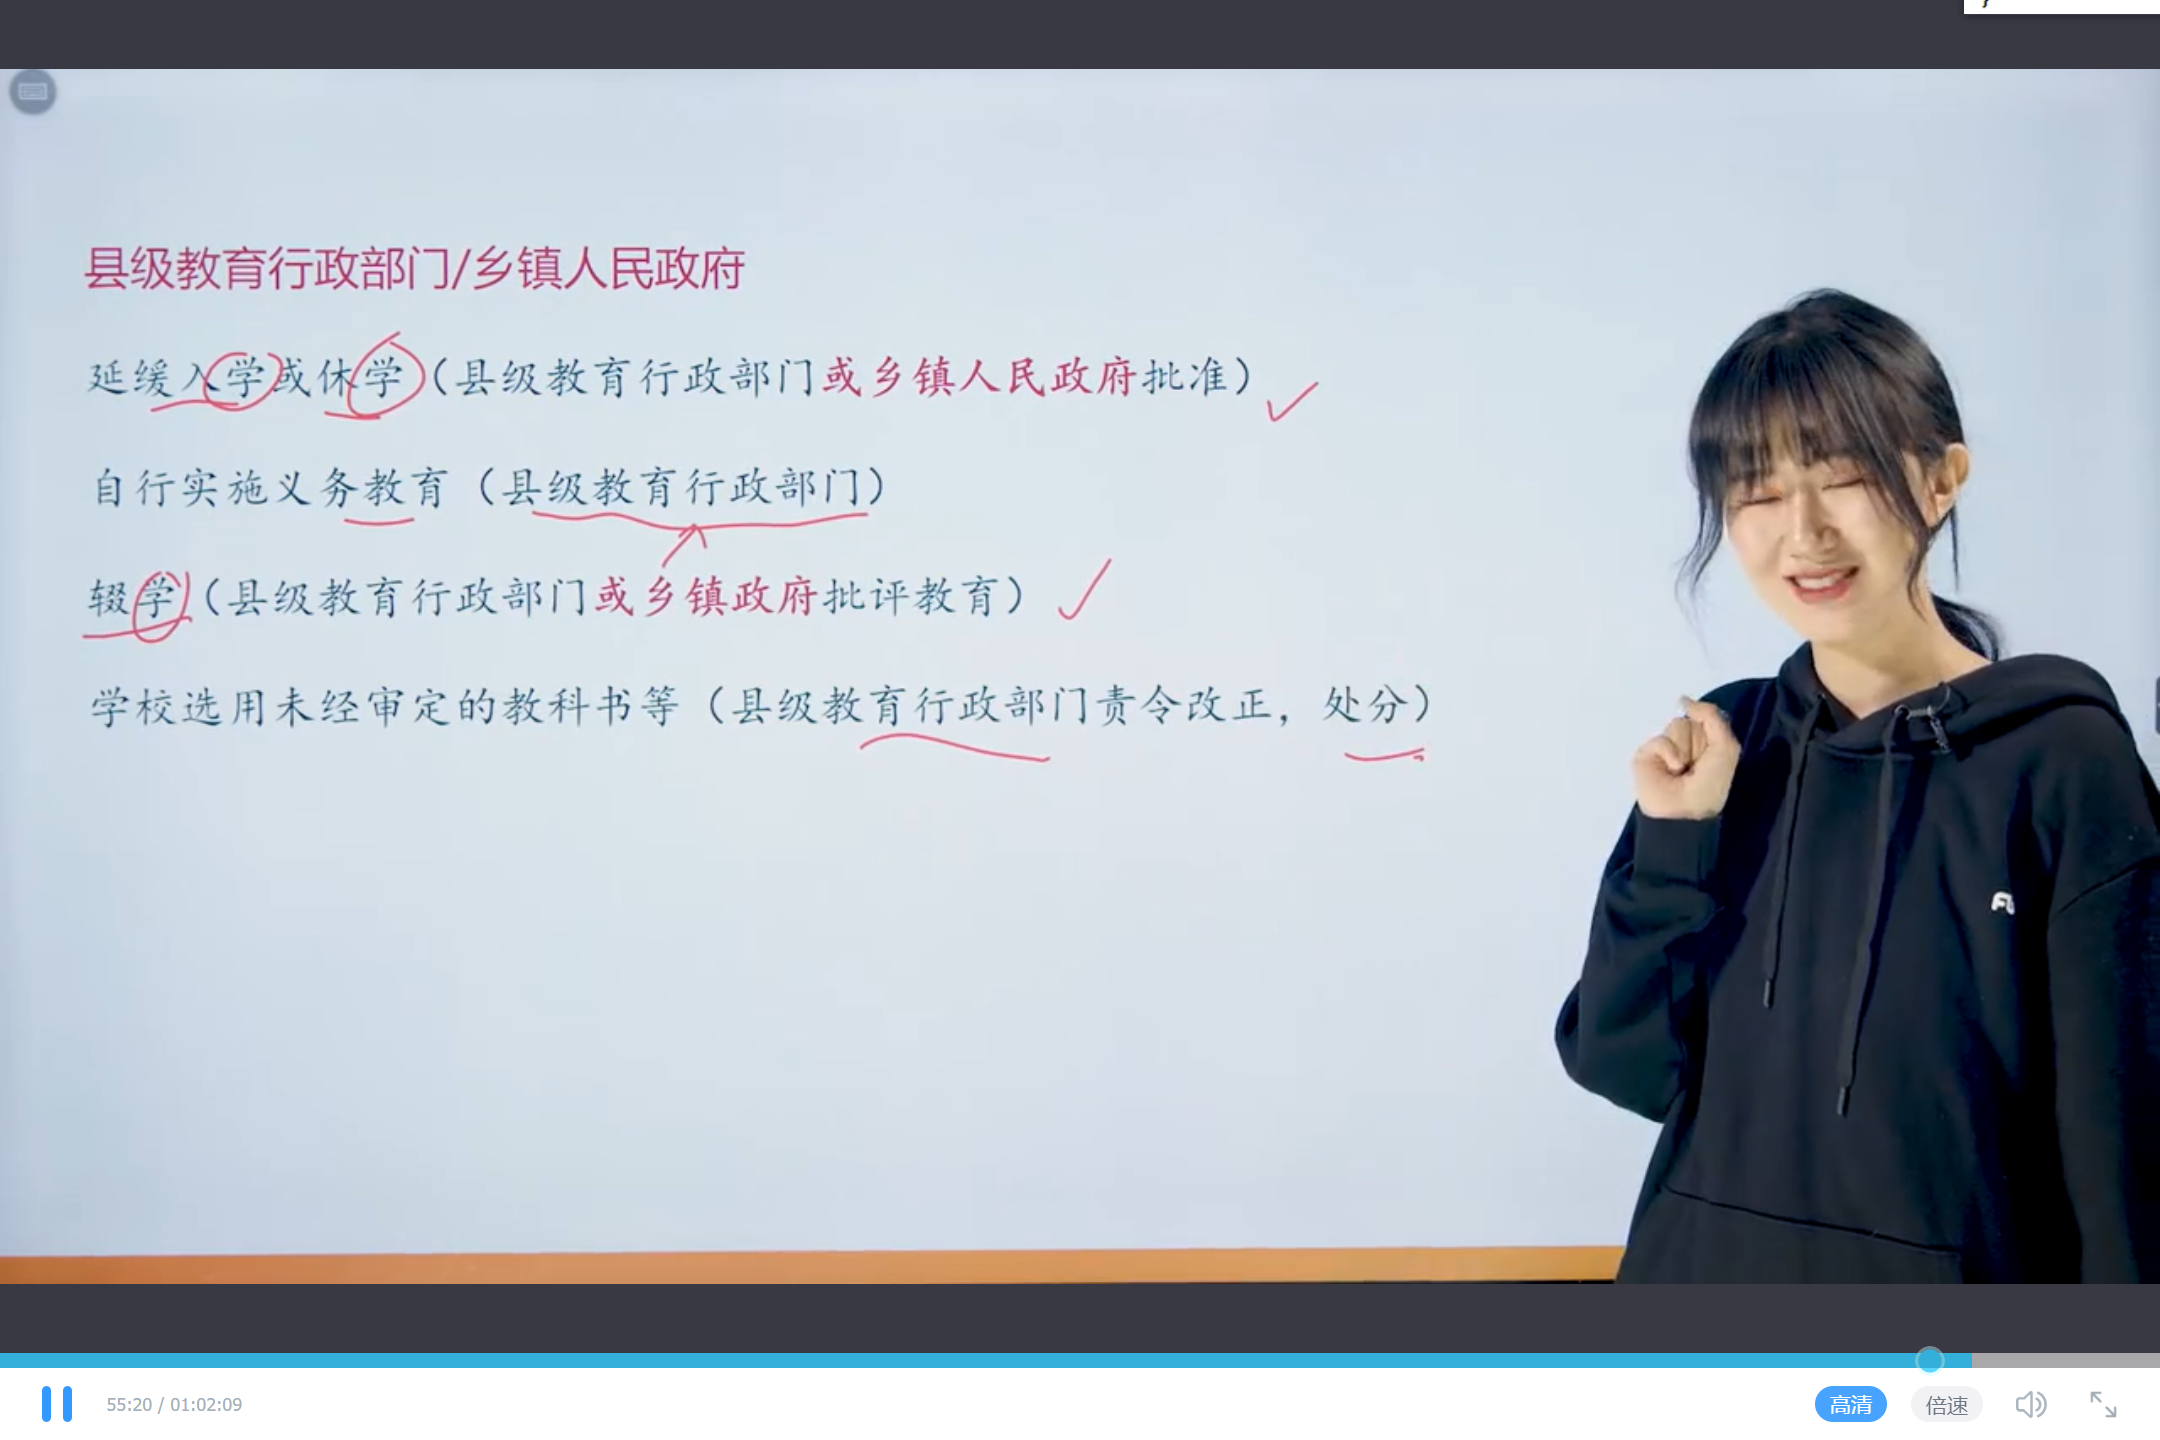 县级教育行政部门/乡镇人民政府
延缓入学或休学（县级教育行政部门或乡镇人民政府批准）
自行实施义务教育（县级教育行政部门）
辍学（县级教育行政部门或乡镇政府批评教育）
学校选用未经审定的教科书等（县级教育行政部门责令改正，处分）
55:20 / 01:02:09
高清
倍速